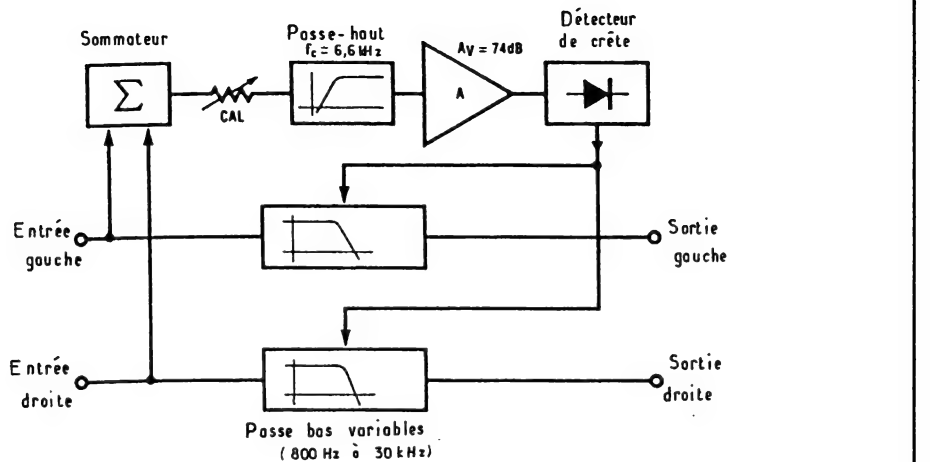 Détecteur
de crête
Passe-haut
fc = 6,6 kHz
Sommateur
AV = 74dB
Σ
CAL
A
Entrée
gauche
Sortie
gauche
Entrée
droite
Sortie
droite
Passe bas variables
(800 Hz à 30 kHz)